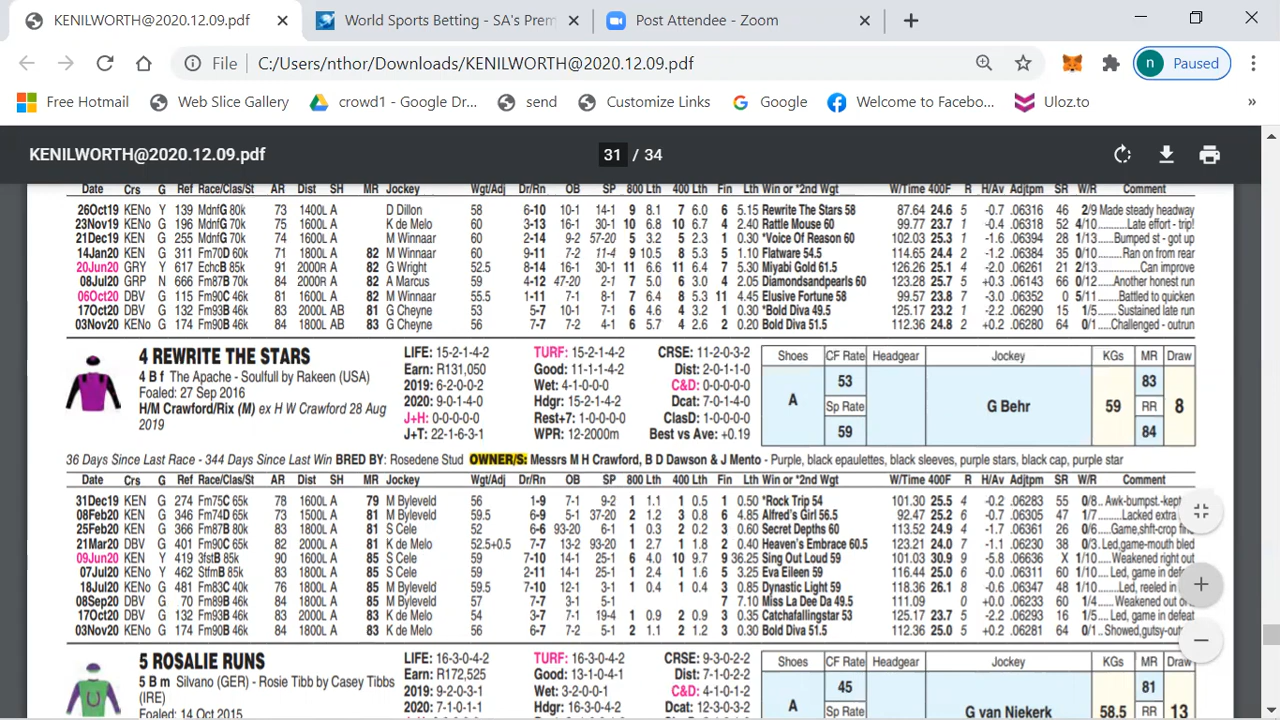 KENILWORTH@2020.12.09.pdf
World Sports Betting - SA's Prem
Post Attendee - Zoom
File C:/Users/nthor/Downloads/KENILWORTH@2020.12.09.pdf
n Paused
Free Hotmail Web Slice Gallery crowd1 - Google Dr... send Customize Links Google Welcome to Facebo... Uloz.to »
KENILWORTH@2020.12.09.pdf 31 / 34
Date Crs G Ref Race/Clas/St AR Dist SH MR Jockey Wgt/Adj Dr/Rn OB SP 800 Lth 400 Lth Fin Lth Win or *2nd Wgt W/Time 400F R H/Av Adjtpm SR W/R Comment
26Oct19 KENo Y 139 MdnfG 80k 73 1400L A D Dillon 58 6-10 10-1 14-1 9 8.1 7 6.0 6 5.15 Rewrite The Stars 58 87.64 24.6 5 -0.7 .06316 46 2/9 Made steady headway
23Nov19 KENo G 196 MdnfG 70k 75 1400L A K de Melo 60 3-13 16-1 30-1 10 6.8 10 6.7 4 2.40 Rattle Mouse 60 99.77 23.7 1 -0.4 .06318 52 4/10 ..........Late effort - trip!
21Dec19 KEN G 255 MdnfG 70k 74 1600L A M Winnaar 60 2-14 9-2 57-20 5 3.2 5 2.3 1 0.30 *Voice Of Reason 60 102.03 25.3 1 -1.6 .06394 28 1/13 ....Bumped st - got up
14Jan20 KEN G 311 Fm70D 60k 71 1800L A 82 M Winnaar 60 9-11 7-2 11-4 9 10.5 8 5.3 5 1.10 Flatware 54.5 114.65 24.4 2 -1.2 .06384 35 0/10 .......Ran on from rear
20Jun20 GRY Y 617 EchcB 85k 91 2000R A 82 G Wright 52.5 8-14 16-1 30-1 11 6.6 11 6.4 7 5.30 Miyabi Gold 61.5 126.26 25.1 4 -2.0 .06261 21 2/13 ................Can improve
08Jul20 GRP N 666 Fm87B 70k 84 2000R A 82 A Marcus 59 4-12 47-20 2-1 7 5.0 6 3.0 4 2.05 Diamondsandpearls 60 123.28 25.7 5 +0.3 .06143 66 0/12 ....Another honest run
06Oct20 DBV G 115 Fm90C 46k 81 1600L A 82 M Winnaar 55.5 1-11 7-1 8-1 7 6.4 8 5.3 11 4.45 Elusive Fortune 58 99.57 23.8 7 -3.0 .06352 0 5/11 ........Battled to quicken
17Oct20 DBV G 132 Fm93B 46k 83 2000L AB 81 G Cheyne 53 5-7 10-1 7-1 6 4.6 4 3.2 1 0.30 *Bold Diva 49.5 125.17 23.2 1 -2.2 .06290 15 1/5 ....Sustained late run
03Nov20 KENo G 174 Fm90B 46k 84 1800L AB 83 G Cheyne 56 7-7 7-2 4-1 6 5.7 4 2.6 2 0.20 Bold Diva 51.5 112.36 24.8 2 +0.2 .06280 64 0/1 ....Challenged - outrun
4 REWRITE THE STARS
4 B f The Apache - Soulfull by Rakeen (USA)
Foaled: 27 Sep 2016
H/M Crawford/Rix (M) ex H W Crawford 28 Aug
2019
LIFE: 15-2-1-4-2 TURF: 15-2-1-4-2 CRSE: 11-2-0-3-2
Earn: R131,050 Good: 11-1-1-4-2 Dist: 2-0-1-1-0
2019: 6-2-0-0-2 Wet: 4-1-0-0-0 C&D: 0-0-0-0-0
2020: 9-0-1-4-0 Hdgr: 15-2-1-4-2 Dcat: 7-0-1-4-0
J+H: 0-0-0-0-0 Rest+7: 1-0-0-0-0 ClasD: 1-0-0-0-0
J+T: 22-1-6-3-1 WPR: 12-2000m Best vs Ave: +0.19
Shoes CF Rate Headgear Jockey KGs MR Draw
A 53 Sp Rate 59 G Behr 59 83 RR 84 8
36 Days Since Last Race - 344 Days Since Last Win BRED BY: Rosedene Stud OWNER/S: Messrs M H Crawford, B D Dawson & J Mento - Purple, black epaulettes, black sleeves, purple stars, black cap, purple star
Date Crs G Ref Race/Clas/St AR Dist SH MR Jockey Wgt/Adj Dr/Rn OB SP 800 Lth 400 Lth Fin Lth Win or *2nd Wgt W/Time 400F R H/Av Adjtpm SR W/R Comment
31Dec19 KEN G 274 Fm75C 65k 78 1600L A 79 M Byleveld 56 1-9 7-1 9-2 1 1.1 1 0.5 1 0.50 *Rock Trip 54 101.30 25.5 4 -0.2 .06283 55 0/8 ..Awk-bumpst.-kept
08Feb20 KEN G 346 Fm74D 65k 73 1500L A 81 M Byleveld 59.5 6-9 5-1 37-20 2 1.2 3 0.8 6 4.85 Alfred's Girl 56.5 92.47 25.2 6 -0.7 .06305 47 1/7 ........Lacked extra
25Feb20 KEN G 366 Fm87B 80k 77 1800L A 81 S Cele 52 6-6 93-20 6-1 1 0.3 2 0.2 3 0.60 Secret Depths 60 113.52 24.9 4 -1.7 .06361 26 0/6 ....Game,shft-crop
21Mar20 DBV G 401 Fm90C 65k 82 2000L A 81 K de Melo 52.5+0.5 7-7 13-2 93-20 1 2.7 1 1.8 2 0.40 Heaven's Embrace 60.5 123.21 24.0 7 -1.1 .06230 38 0/3 Led,game-mouth bled
09Jun20 KEN Y 419 3fstB 85k 90 1600L A 85 S Cele 59 7-10 14-1 25-1 6 4.0 10 9.7 9 36.25 Sing Out Loud 59 101.03 30.9 9 -5.8 .06636 X 1/10 ..Weakened right out
07Jul20 KENo Y 462 StfmB 85k 83 1800L A 85 S Cele 59 2-11 14-1 25-1 1 2.4 1 1.6 5 3.25 Eva Eileen 59 116.44 25.0 8 -0.0 .06311 60 1/10 ....Led, game in
18Jul20 KEN G 481 Fm83C 40k 76 1800L A 85 M Byleveld 59.5 7-10 12-1 3-1 1 0.4 1 0.4 3 0.85 Dynastic Light 59 118.36 26.1 8 -0.6 .06347 48 1/10 ......Led, reeled in
08Sep20 DBV G 70 Fm89B 46k 84 1800L A 85 M Byleveld 57 7-7 3-1 5-1 7 7.10 Miss La Dee Da 49.5 111.09 0 +0.0 .06233 60 1/4 ......Weakened out
17Oct20 DBV G 132 Fm93B 46k 83 2000L A 85 K de Melo 54 3-7 7-1 19-4 1 0.9 2 0.9 3 0.35 Catchafallingstar 53 125.17 23.7 2 -2.2 .06293 16 1/5 ....Led, game in defeat
03Nov20 KENo G 174 Fm90B 46k 84 1800L A 83 K de Melo 56 6-7 7-2 5-1 2 1.1 2 1.2 3 0.30 Bold Diva 51.5 112.36 25.0 5 +0.2 .06281 64 0/1 ..Showed,gutsy-out
5 ROSALIE RUNS
5 B m Silvano (GER) - Rosie Tibb by Casey Tibbs
(IRE)
Foaled: 14 Oct 2015
LIFE: 16-3-0-4-2 TURF: 16-3-0-4-2 CRSE: 9-3-0-2-2
Earn: R172,525 Good: 13-1-0-4-1 Dist: 7-1-0-2-2
2019: 9-2-0-3-1 Wet: 3-2-0-0-1 C&D: 4-1-0-1-2
2020: 7-1-0-1-1 Hdgr: 16-3-0-4-2 Dcat: 12-3-0-3-2
Shoes CF Rate Headgear Jockey KGs MR Draw
A 45 Sp Rate G van Niekerk 58.5 81 RR 13